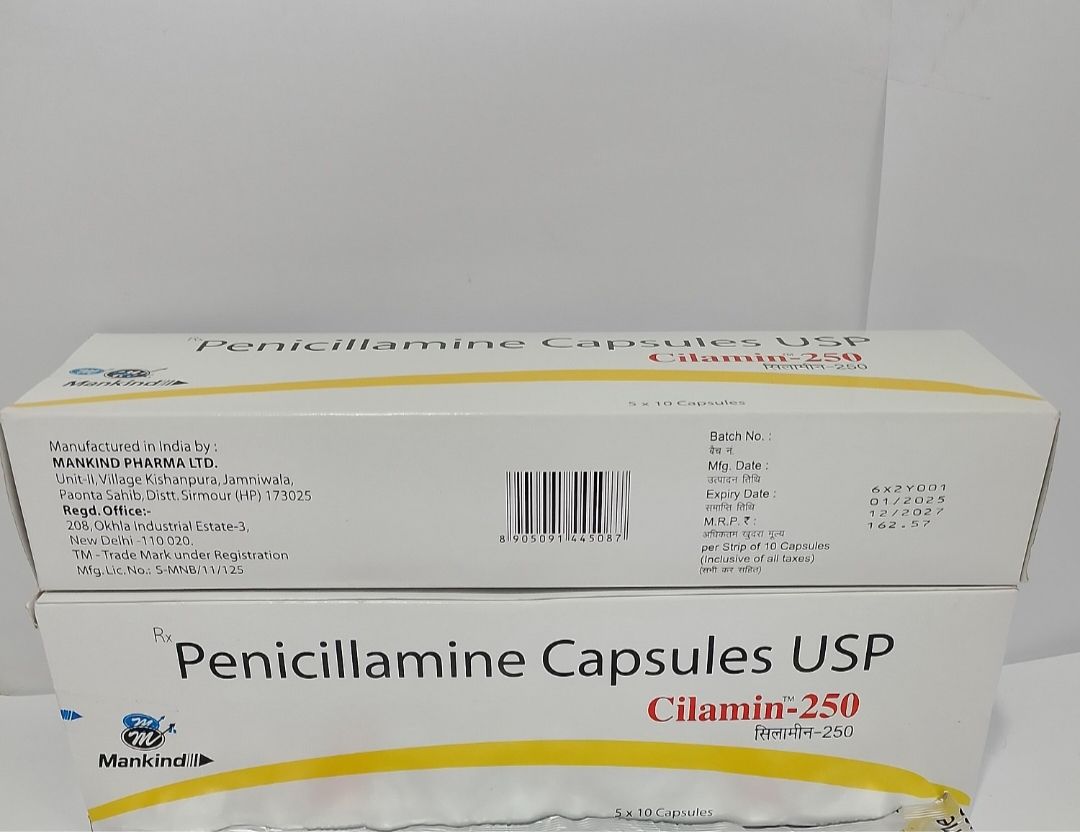 Rx
Penicillamine Capsules USP
Cilamin™-250
सिलामीन-250
Mankind
5 x 10 Capsules
Manufactured in India by :
MANKIND PHARMA LTD.
Unit-II, Village Kishanpura, Jamniwala,
Paonta Sahib, Distt. Sirmour (HP) 173025
Regd. Office:-
208, Okhla Industrial Estate-3,
New Delhi -110 020.
TM - Trade Mark under Registration
Mfg. Lic. No.: S-MNB/11/125
8 905091 445087
Batch No. :
बैच नं.
Mfg. Date :
उत्पादन तिथि
Expiry Date :
समाप्ति तिथि
M.R.P. ₹ :
अधिकतम खुदरा मूल्य
per Strip of 10 Capsules
(Inclusive of all taxes)
(सभी कर सहित)
6X2Y001
01/2025
12/2027
162.57
Rx
Penicillamine Capsules USP
Cilamin™-250
सिलामीन-250
Mankind
5 x 10 Capsules